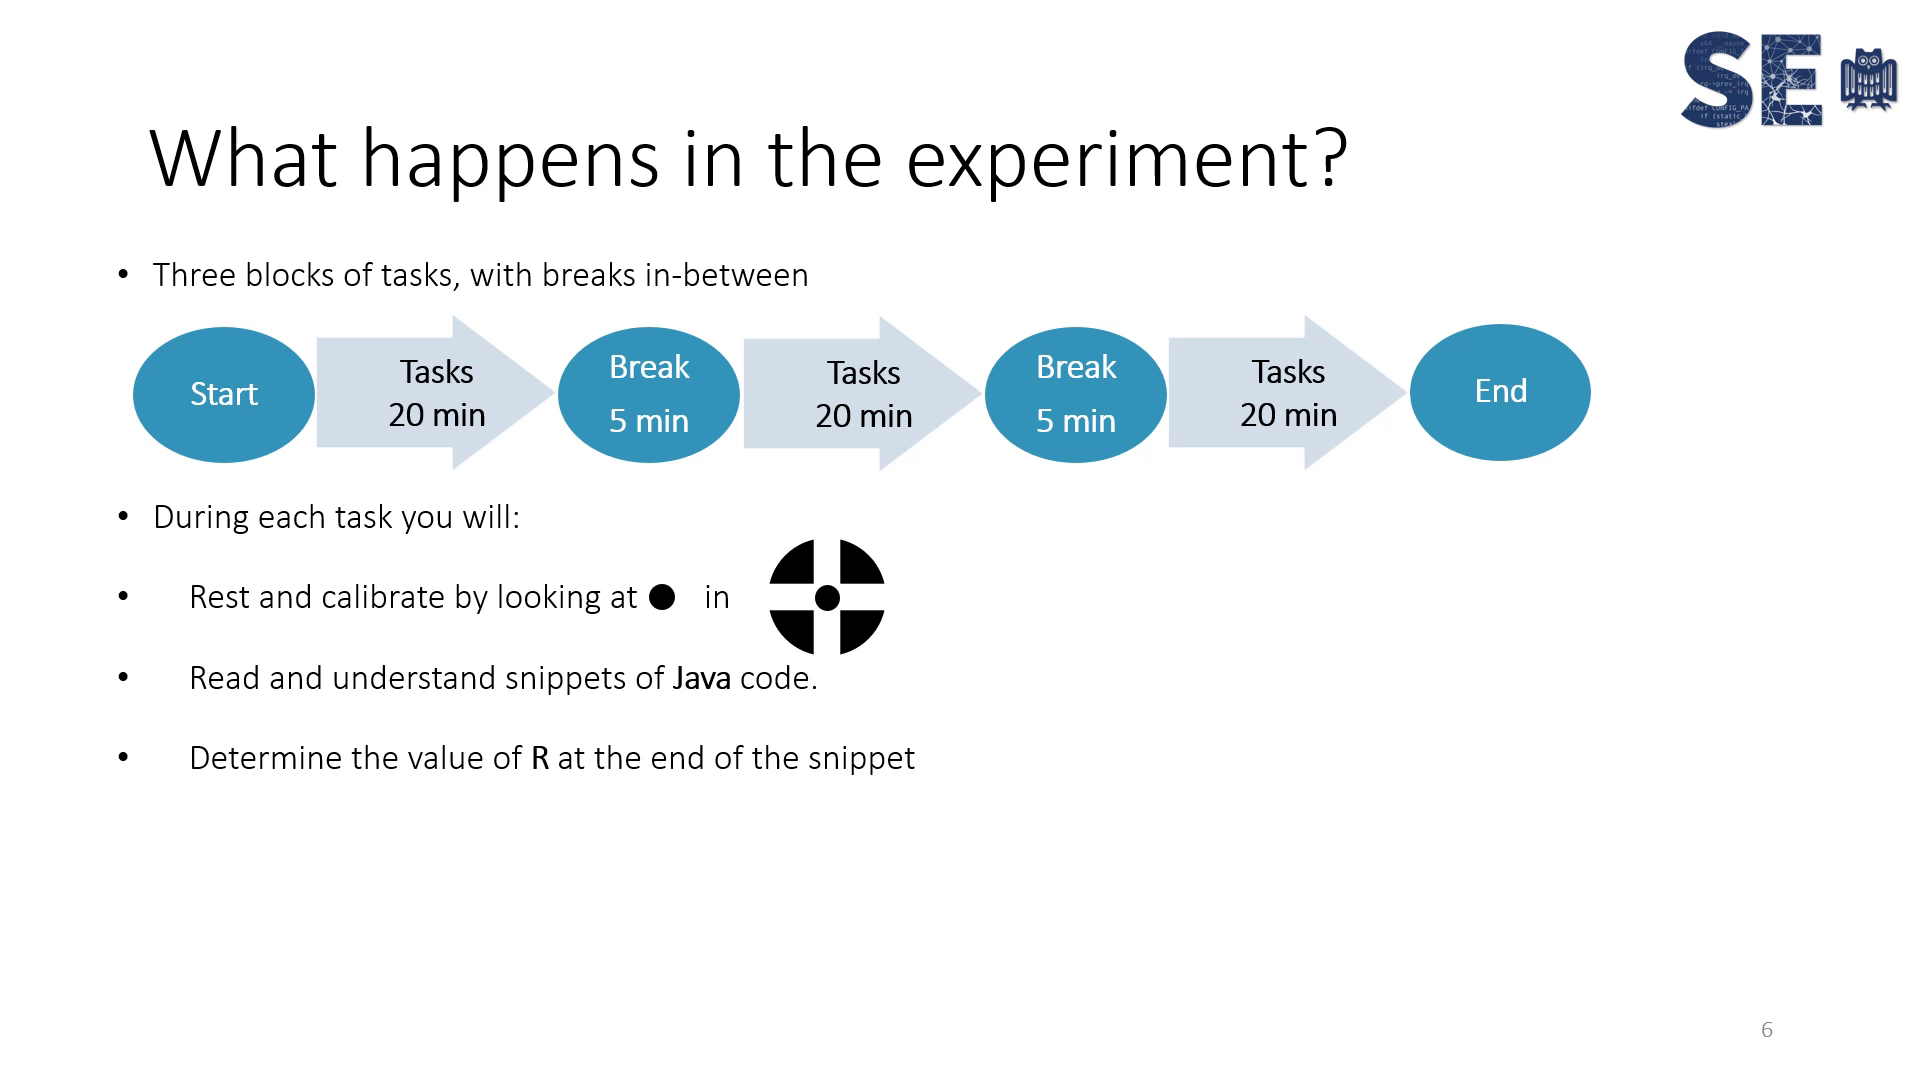 SE
What happens in the experiment?
• Three blocks of tasks, with breaks in-between
Start
Tasks
20 min
Break
5 min
Tasks
20 min
Break
5 min
Tasks
20 min
End
• During each task you will:
• Rest and calibrate by looking at ● in
• Read and understand snippets of Java code.
• Determine the value of R at the end of the snippet
6